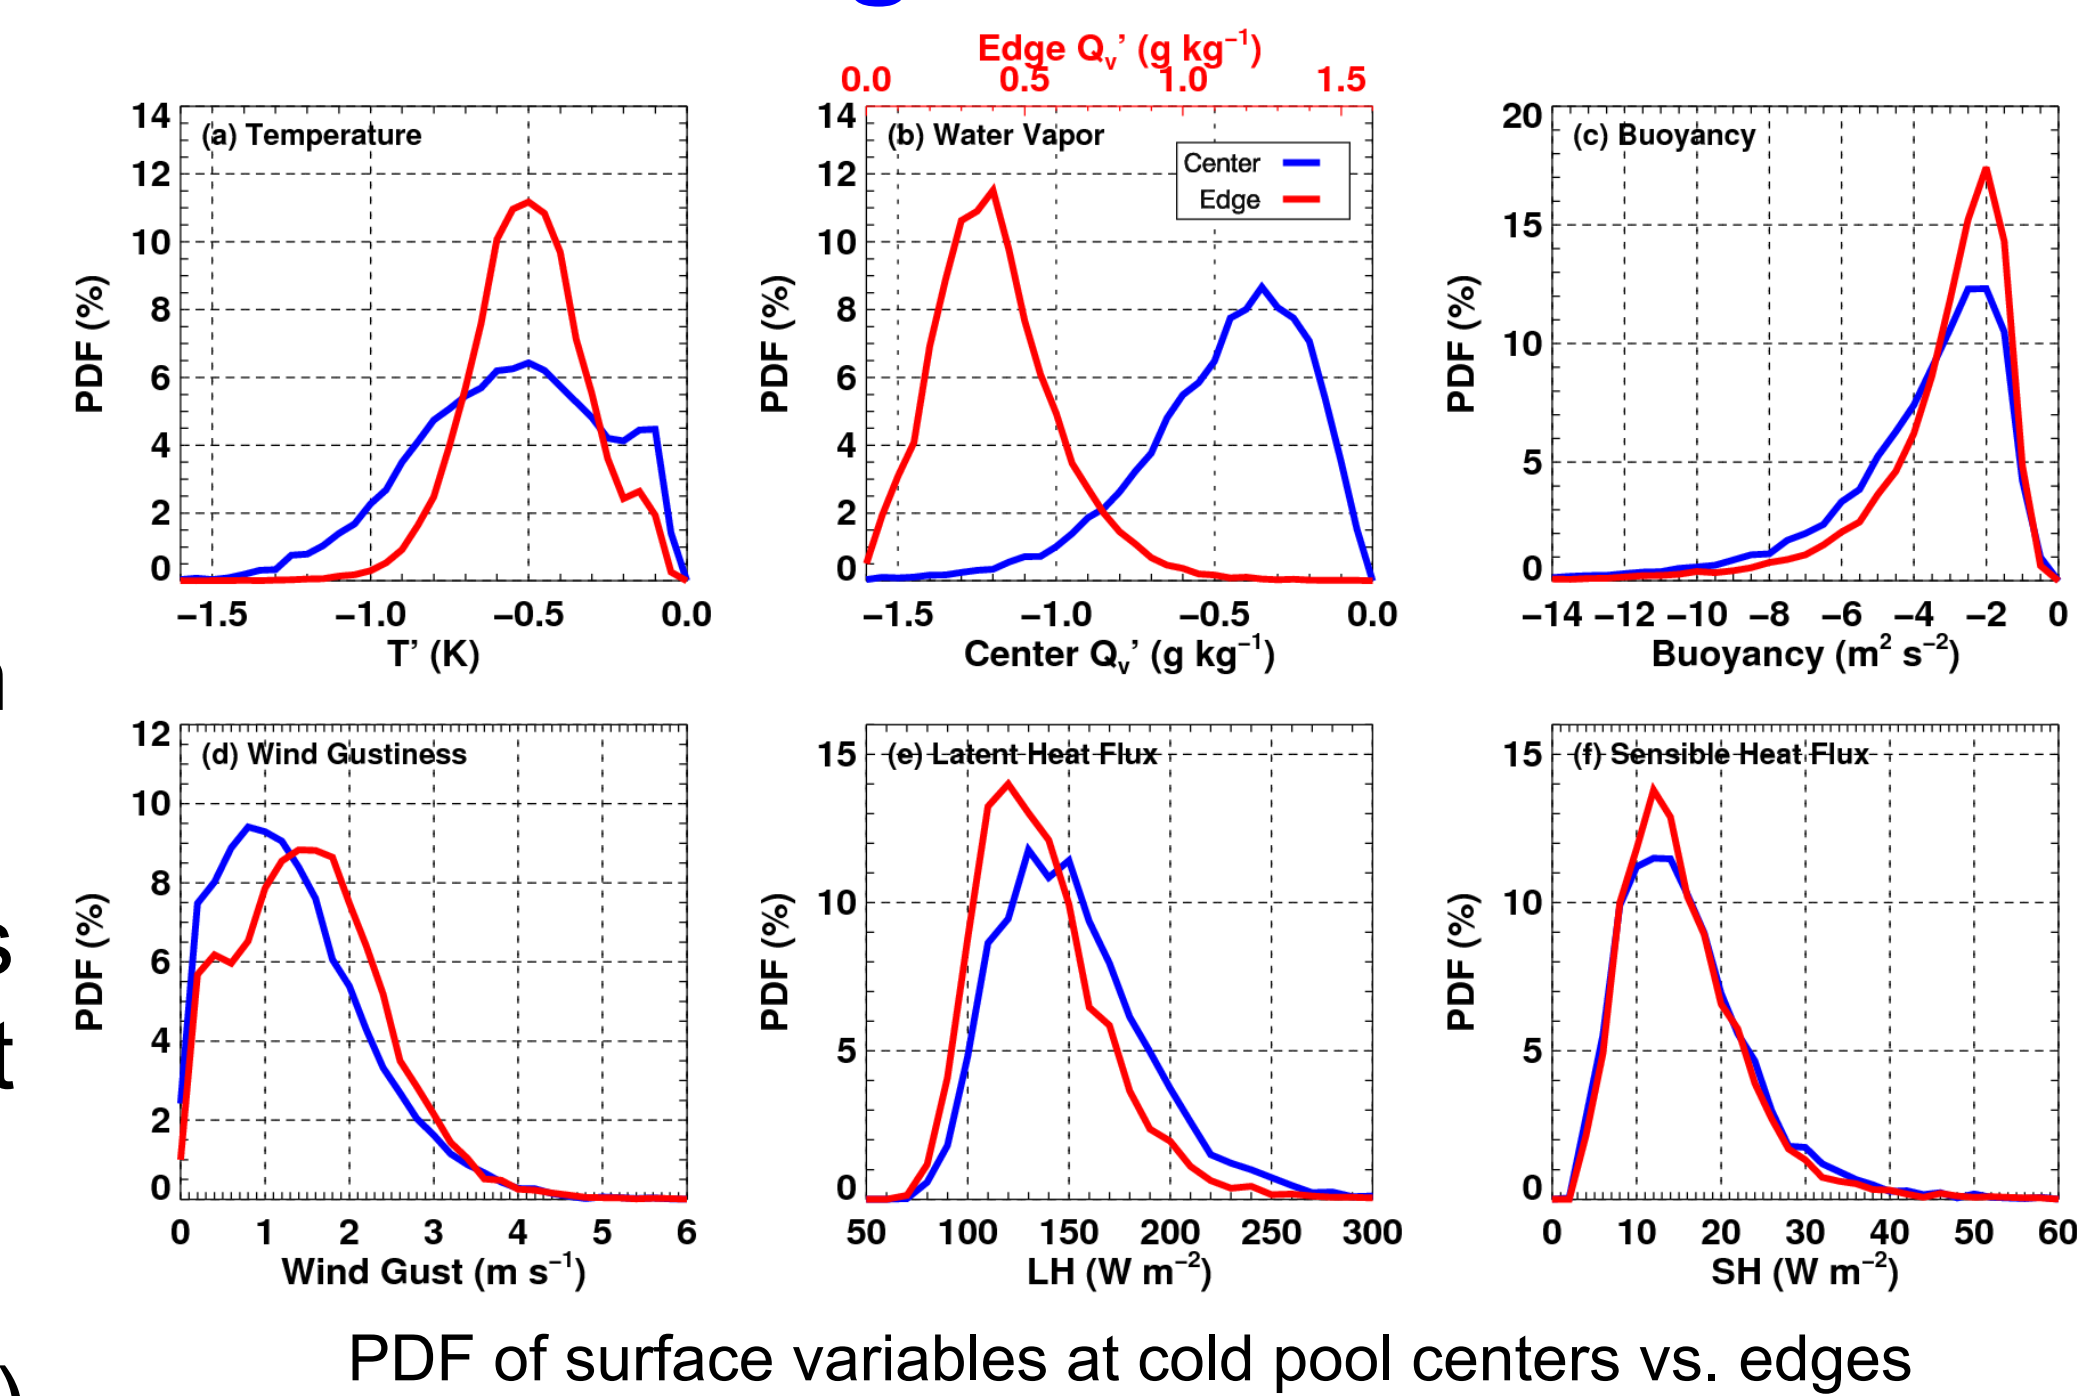 g
Edge Qv’ (g kg−1)
0.0 0.5 1.0 1.5
14
12
10
8
6
4
2
0
PDF (%)
(a) Temperature
−1.5 −1.0 −0.5 0.0
T’ (K)
14
12
10
8
6
4
2
0
PDF (%)
(b) Water Vapor
Center
Edge
−1.5 −1.0 −0.5 0.0
Center Qv’ (g kg−1)
20
15
10
5
0
PDF (%)
(c) Buoyancy
−14 −12 −10 −8 −6 −4 −2 0
Buoyancy (m2 s−2)
n
s
t
)
12
10
8
6
4
2
0
PDF (%)
(d) Wind Gustiness
0 1 2 3 4 5 6
Wind Gust (m s−1)
15
10
5
0
PDF (%)
(e) Latent Heat Flux
50 100 150 200 250 300
LH (W m−2)
15
10
5
0
PDF (%)
(f) Sensible Heat Flux
0 10 20 30 40 50 60
SH (W m−2)
PDF of surface variables at cold pool centers vs. edges